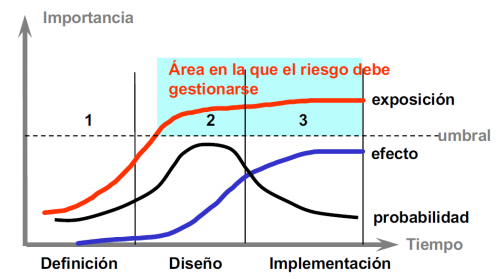 Importancia
Área en la que el riesgo debe
gestionarse
exposición
1
2
3
umbral
efecto
probabilidad
Tiempo
Definición
Diseño
Implementación